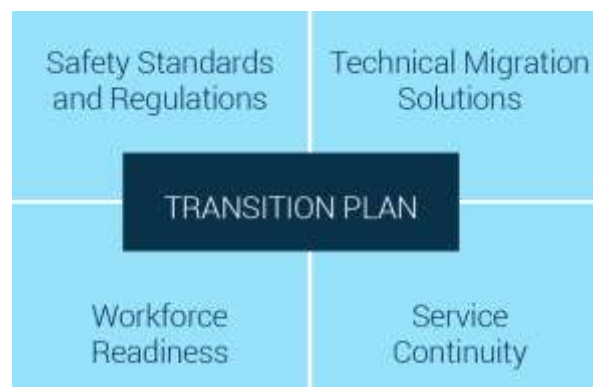 Safety Standards
and Regulations
Technical Migration
Solutions
TRANSITION PLAN
Workforce
Readiness
Service
Continuity